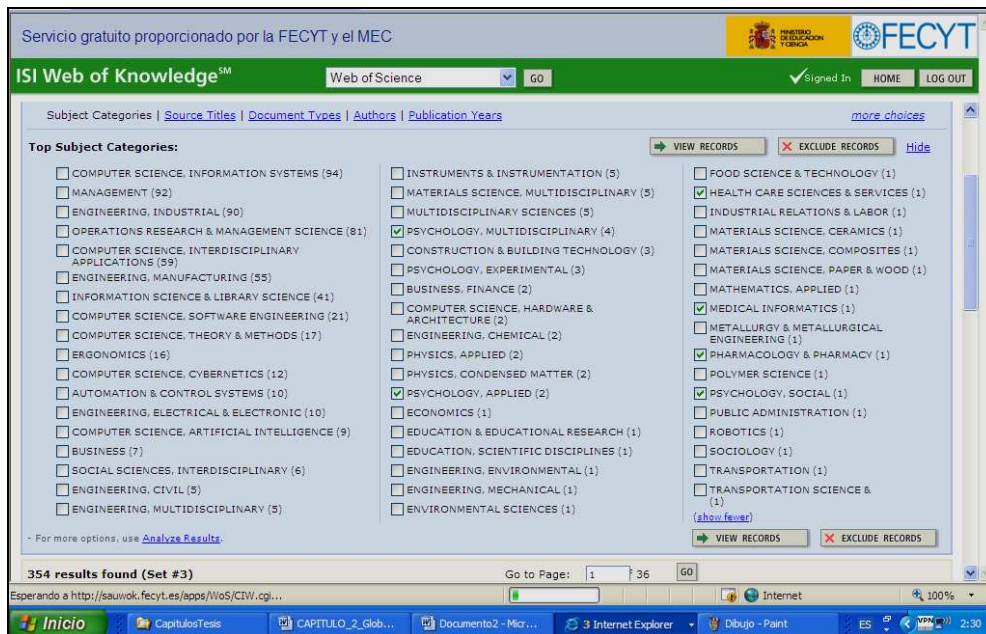 Servicio gratuito proporcionado por la FECYT y el MEC
MINISTERIO
DE EDUCACION
Y CIENCIA
FECYT
ISI Web of Knowledge℠
Web of Science
GO
Signed In
HOME
LOG OUT
Subject Categories | Source Titles | Document Types | Authors | Publication Years
more choices
Top Subject Categories:
VIEW RECORDS
EXCLUDE RECORDS
Hide
COMPUTER SCIENCE, INFORMATION SYSTEMS (94)
MANAGEMENT (92)
ENGINEERING, INDUSTRIAL (90)
OPERATIONS RESEARCH & MANAGEMENT SCIENCE (81)
COMPUTER SCIENCE, INTERDISCIPLINARY
APPLICATIONS (59)
ENGINEERING, MANUFACTURING (55)
INFORMATION SCIENCE & LIBRARY SCIENCE (41)
COMPUTER SCIENCE, SOFTWARE ENGINEERING (21)
COMPUTER SCIENCE, THEORY & METHODS (17)
ERGONOMICS (16)
COMPUTER SCIENCE, CYBERNETICS (12)
AUTOMATION & CONTROL SYSTEMS (10)
ENGINEERING, ELECTRICAL & ELECTRONIC (10)
COMPUTER SCIENCE, ARTIFICIAL INTELLIGENCE (9)
BUSINESS (7)
SOCIAL SCIENCES, INTERDISCIPLINARY (6)
ENGINEERING, CIVIL (5)
ENGINEERING, MULTIDISCIPLINARY (5)
INSTRUMENTS & INSTRUMENTATION (5)
MATERIALS SCIENCE, MULTIDISCIPLINARY (5)
MULTIDISCIPLINARY SCIENCES (5)
PSYCHOLOGY, MULTIDISCIPLINARY (4)
CONSTRUCTION & BUILDING TECHNOLOGY (3)
PSYCHOLOGY, EXPERIMENTAL (3)
BUSINESS, FINANCE (2)
COMPUTER SCIENCE, HARDWARE &
ARCHITECTURE (2)
ENGINEERING, CHEMICAL (2)
PHYSICS, APPLIED (2)
PHYSICS, CONDENSED MATTER (2)
PSYCHOLOGY, APPLIED (2)
ECONOMICS (1)
EDUCATION & EDUCATIONAL RESEARCH (1)
EDUCATION, SCIENTIFIC DISCIPLINES (1)
ENGINEERING, ENVIRONMENTAL (1)
ENGINEERING, MECHANICAL (1)
ENVIRONMENTAL SCIENCES (1)
FOOD SCIENCE & TECHNOLOGY (1)
HEALTH CARE SCIENCES & SERVICES (1)
INDUSTRIAL RELATIONS & LABOR (1)
MATERIALS SCIENCE, CERAMICS (1)
MATERIALS SCIENCE, COMPOSITES (1)
MATERIALS SCIENCE, PAPER & WOOD (1)
MATHEMATICS, APPLIED (1)
MEDICAL INFORMATICS (1)
METALLURGY & METALLURGICAL
ENGINEERING (1)
PHARMACOLOGY & PHARMACY (1)
POLYMER SCIENCE (1)
PSYCHOLOGY, SOCIAL (1)
PUBLIC ADMINISTRATION (1)
ROBOTICS (1)
SOCIOLOGY (1)
TRANSPORTATION (1)
TRANSPORTATION SCIENCE &
(1)
(show fewer)
- For more options, use Analyze Results.
VIEW RECORDS
EXCLUDE RECORDS
354 results found (Set #3)
Go to Page: 1 f 36 GO
Esperando a http://sauwok.fecyt.es/apps/WoS/CIW.cgi...
Internet
100%
Inicio
CapitulosTesis
CAPITULO_2_Glob...
Documento2 - Micr...
3 Internet Explorer
Dibujo - Paint
ES
VPN
2:30